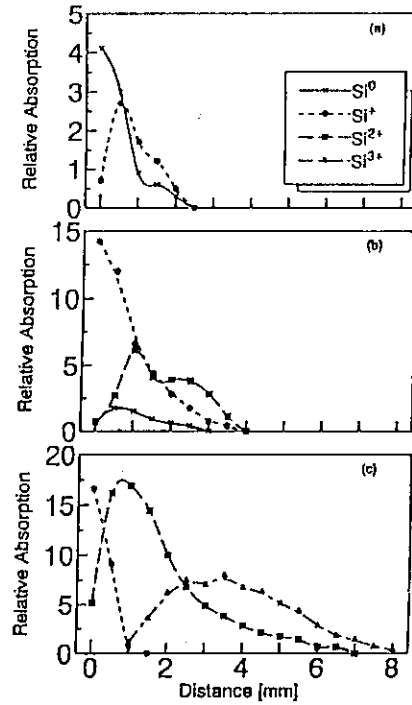 5
(a)
4
3
2
1
0
Relative Absorption
Si⁰
Si⁺
Si²⁺
Si³⁺
15
(b)
10
5
0
Relative Absorption
20
(c)
15
10
5
0
Relative Absorption
0 2 4 6 8
Distance [mm]